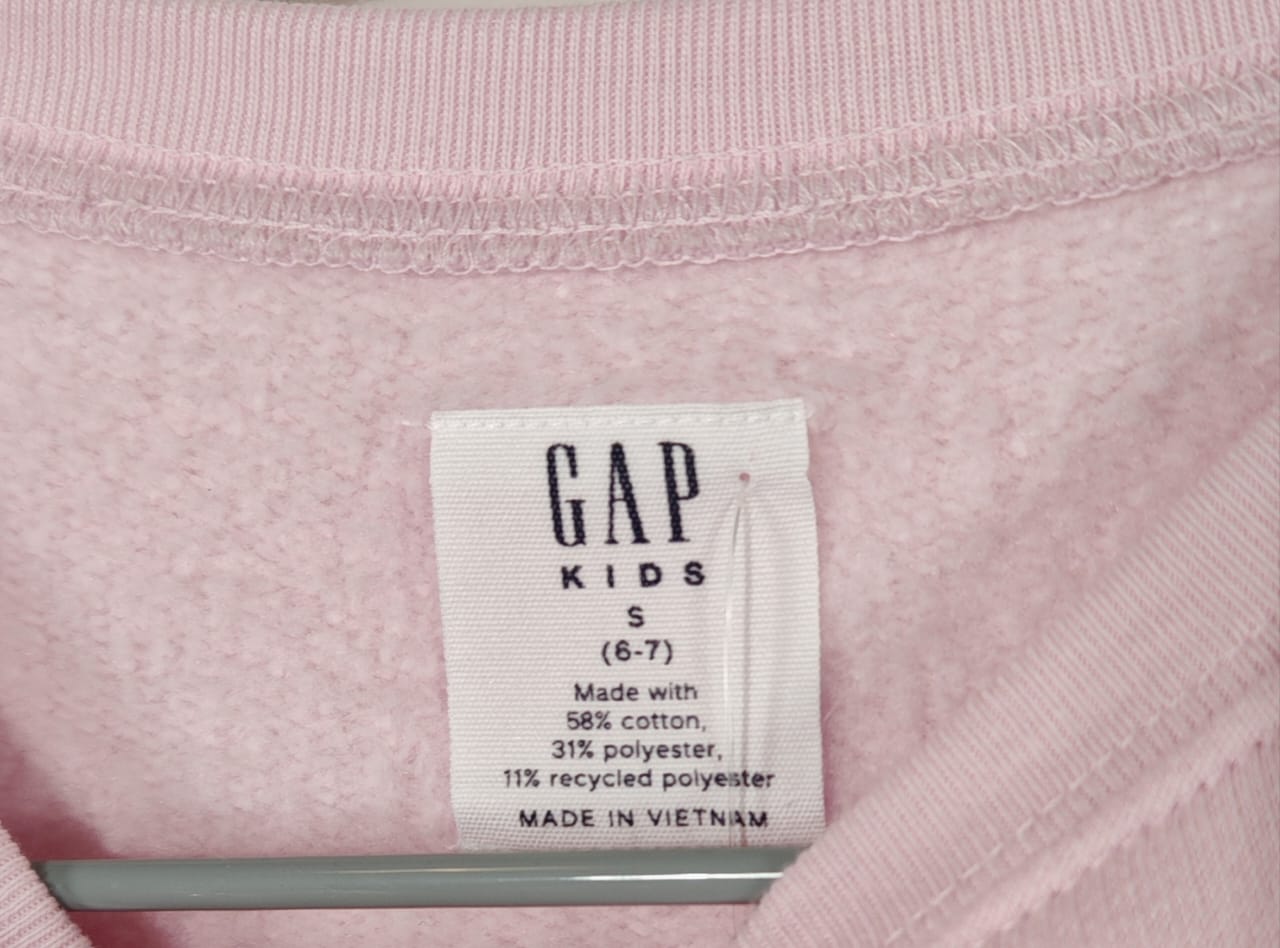 GAP
KIDS
S
(6-7)
Made with
58% cotton,
31% polyester,
11% recycled polyester
MADE IN VIETNAM